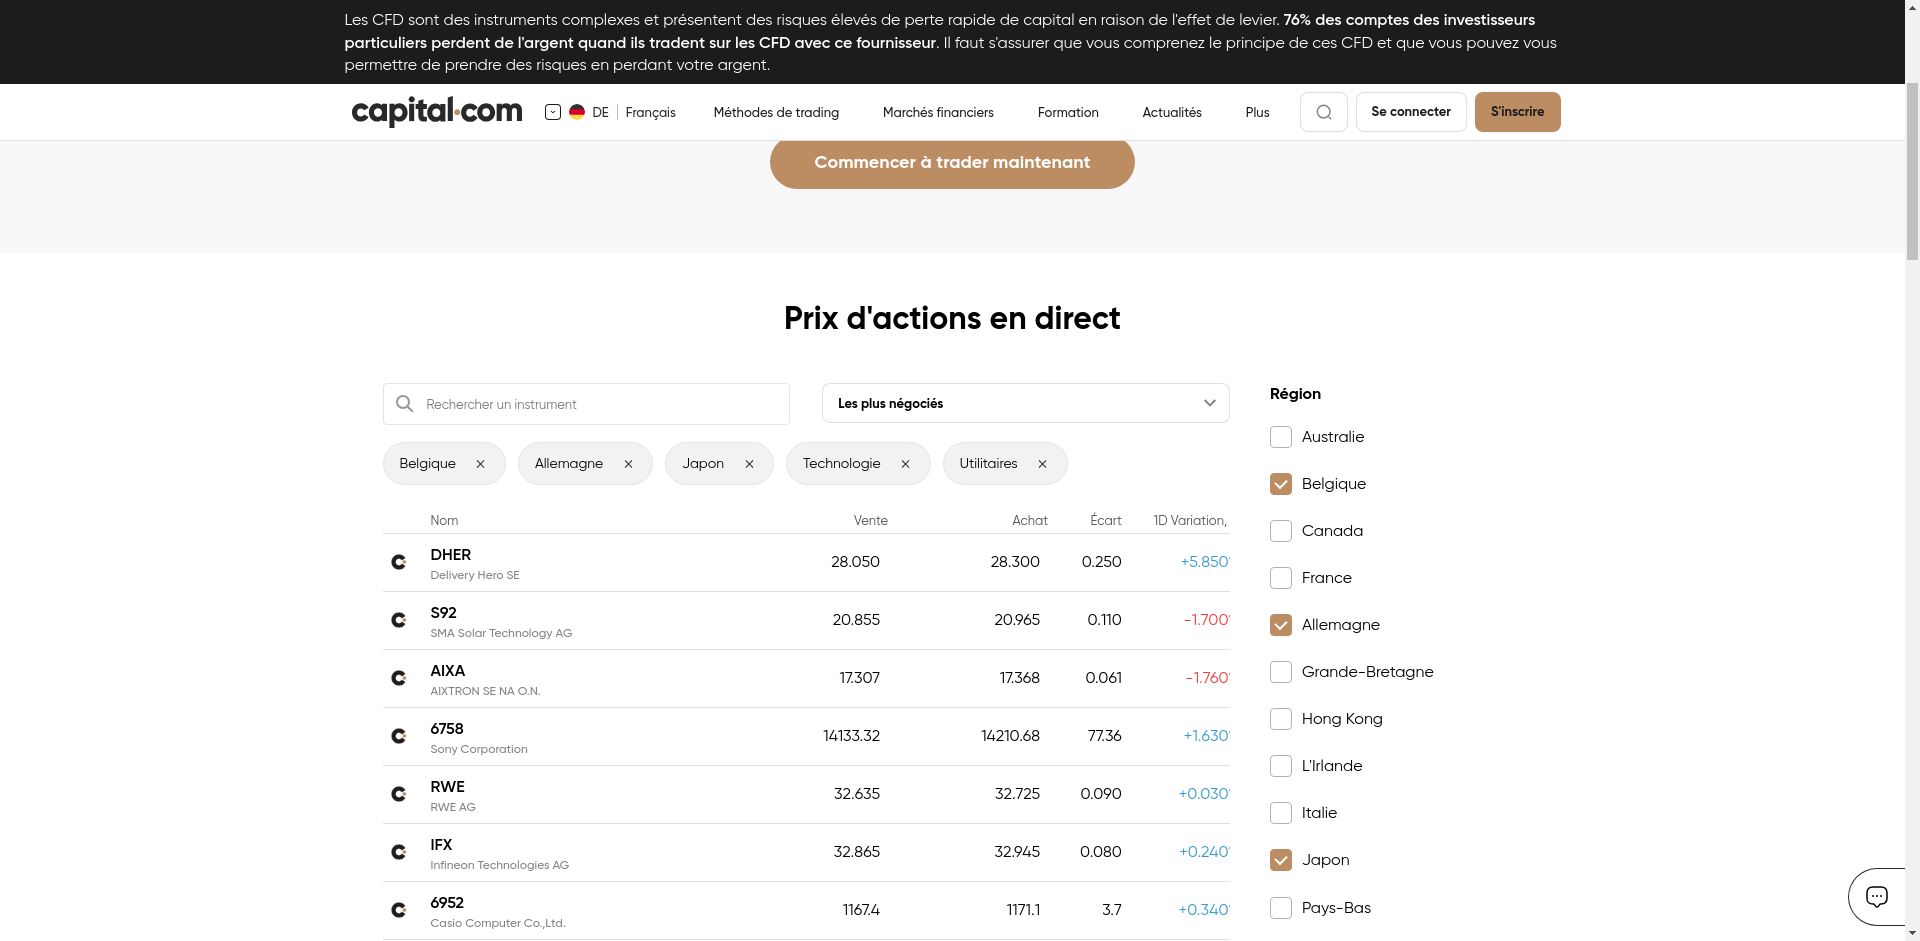 Les CFD sont des instruments complexes et présentent des risques élevés de perte rapide de capital en raison de l'effet de levier. 76% des comptes des investisseurs
particuliers perdent de l'argent quand ils tradent sur les CFD avec ce fournisseur. Il faut s'assurer que vous comprenez le principe de ces CFD et que vous pouvez vous
permettre de prendre des risques en perdant votre argent.
capital.com DE Français Méthodes de trading Marchés financiers Formation Actualités Plus Se connecter S'inscrire
Commencer à trader maintenant
Prix d'actions en direct
Rechercher un instrument
Les plus négociés
Belgique Allemagne Japon Technologie Utilitaires
Nom Vente Achat Écart 1D Variation,
DHER
Delivery Hero SE
28.050 28.300 0.250 +5.850
S92
SMA Solar Technology AG
20.855 20.965 0.110 -1.700
AIXA
AIXTRON SE NA O.N.
17.307 17.368 0.061 -1.760
6758
Sony Corporation
14133.32 14210.68 77.36 +1.630
RWE
RWE AG
32.635 32.725 0.090 +0.030
IFX
Infineon Technologies AG
32.865 32.945 0.080 +0.240
6952
Casio Computer Co.,Ltd.
1167.4 1171.1 3.7 +0.340
Région
Australie
Belgique
Canada
France
Allemagne
Grande-Bretagne
Hong Kong
L'Irlande
Italie
Japon
Pays-Bas